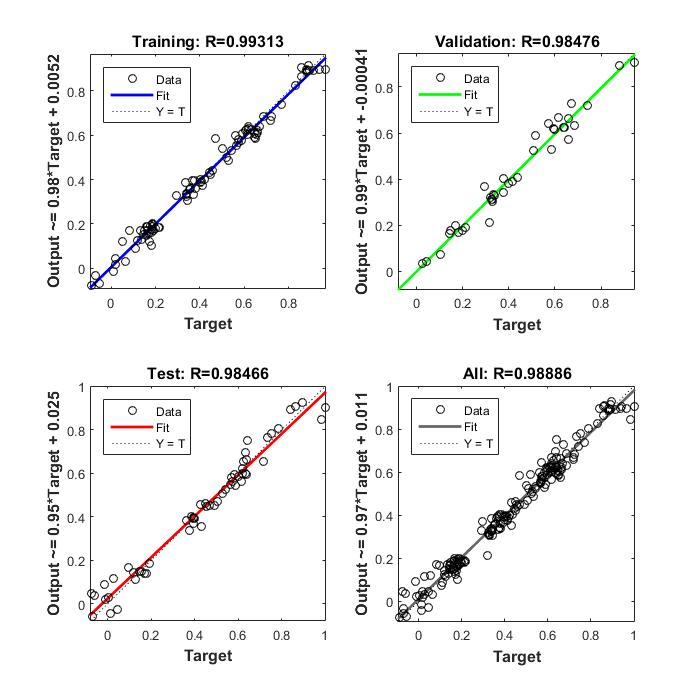 Training: R=0.99313
Output ~= 0.98*Target + 0.0052
Data
Fit
Y = T
0.8
0.6
0.4
0.2
0
0 0.2 0.4 0.6 0.8
Target
Validation: R=0.98476
Output ~= 0.99*Target + -0.00041
Data
Fit
Y = T
0.8
0.6
0.4
0.2
0
0 0.2 0.4 0.6 0.8
Target
Test: R=0.98466
Output ~= 0.95*Target + 0.025
Data
Fit
Y = T
1
0.8
0.6
0.4
0.2
0
0 0.2 0.4 0.6 0.8 1
Target
All: R=0.98886
Output ~= 0.97*Target + 0.011
Data
Fit
Y = T
1
0.8
0.6
0.4
0.2
0
0 0.2 0.4 0.6 0.8 1
Target